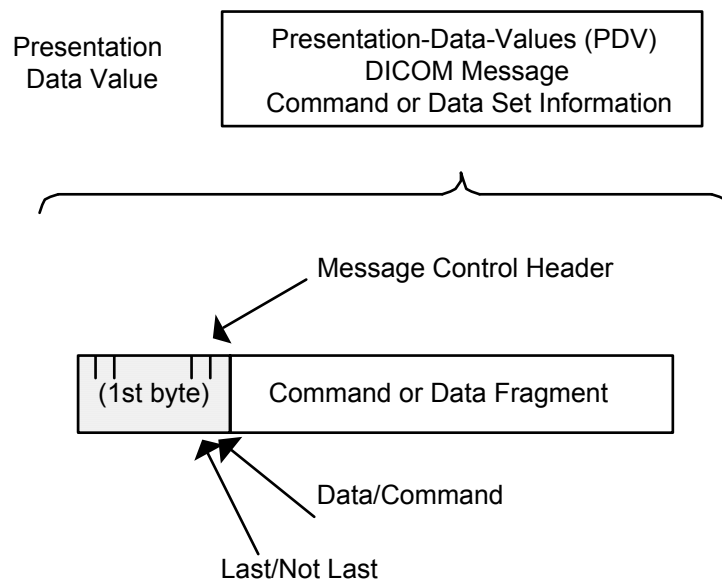 Presentation
Data Value
Presentation-Data-Values (PDV)
DICOM Message
Command or Data Set Information
Message Control Header
(1st byte)
Command or Data Fragment
Data/Command
Last/Not Last